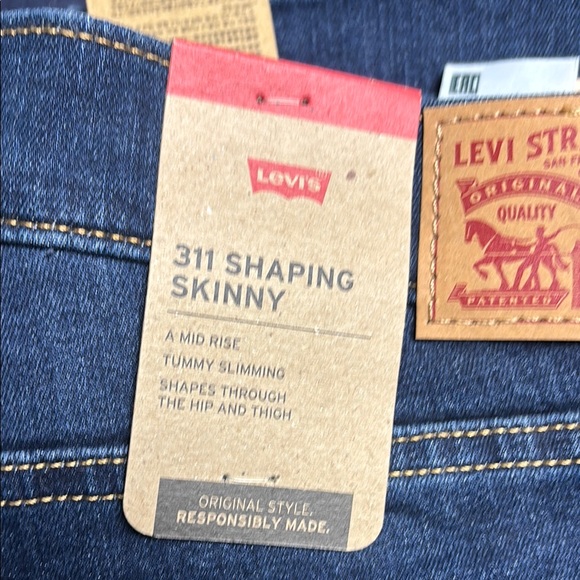 Levi's
311 SHAPING
SKINNY
A MID RISE
TUMMY SLIMMING
SHAPES THROUGH
THE HIP AND THIGH
ORIGINAL STYLE.
RESPONSIBLY MADE.
LEVI STR
SAN F
ORIGINAL
QUALITY
PATENTED